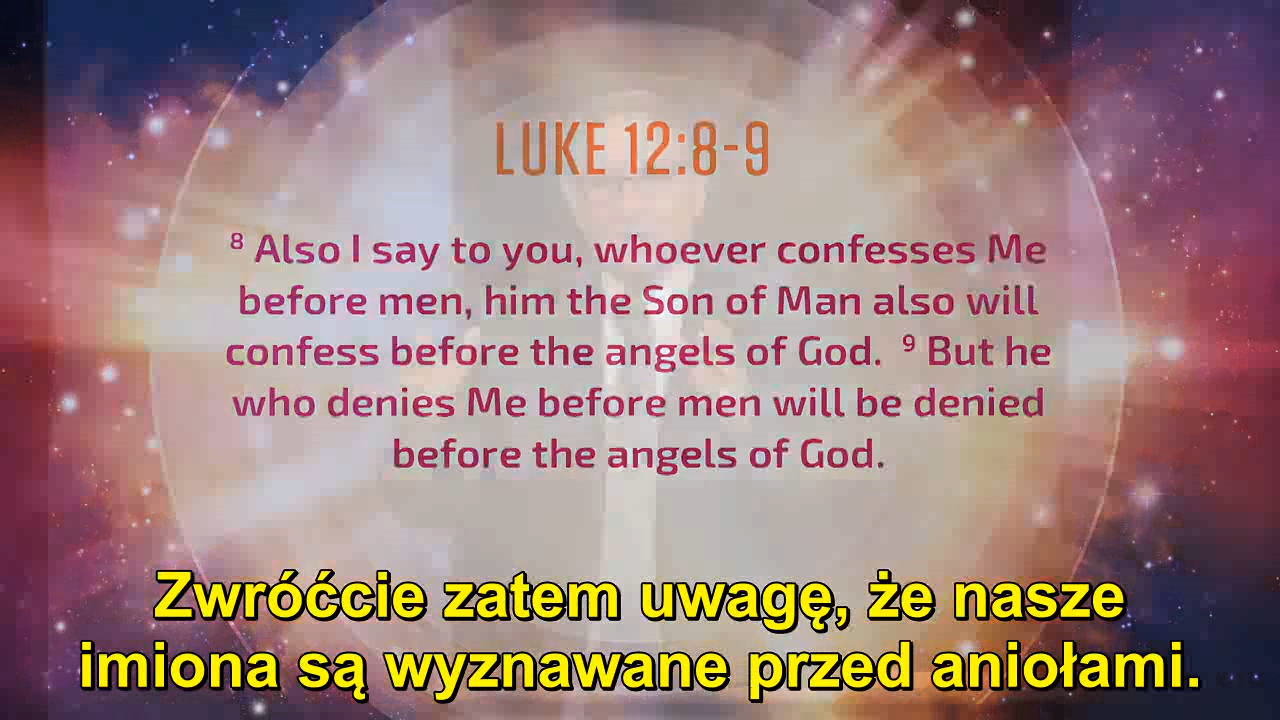 LUKE 12:8-9
⁸ Also I say to you, whoever confesses Me
before men, him the Son of Man also will
confess before the angels of God. ⁹ But he
who denies Me before men will be denied
before the angels of God.
Zwróćcie zatem uwagę, że nasze
imiona są wyznawane przed aniołami.